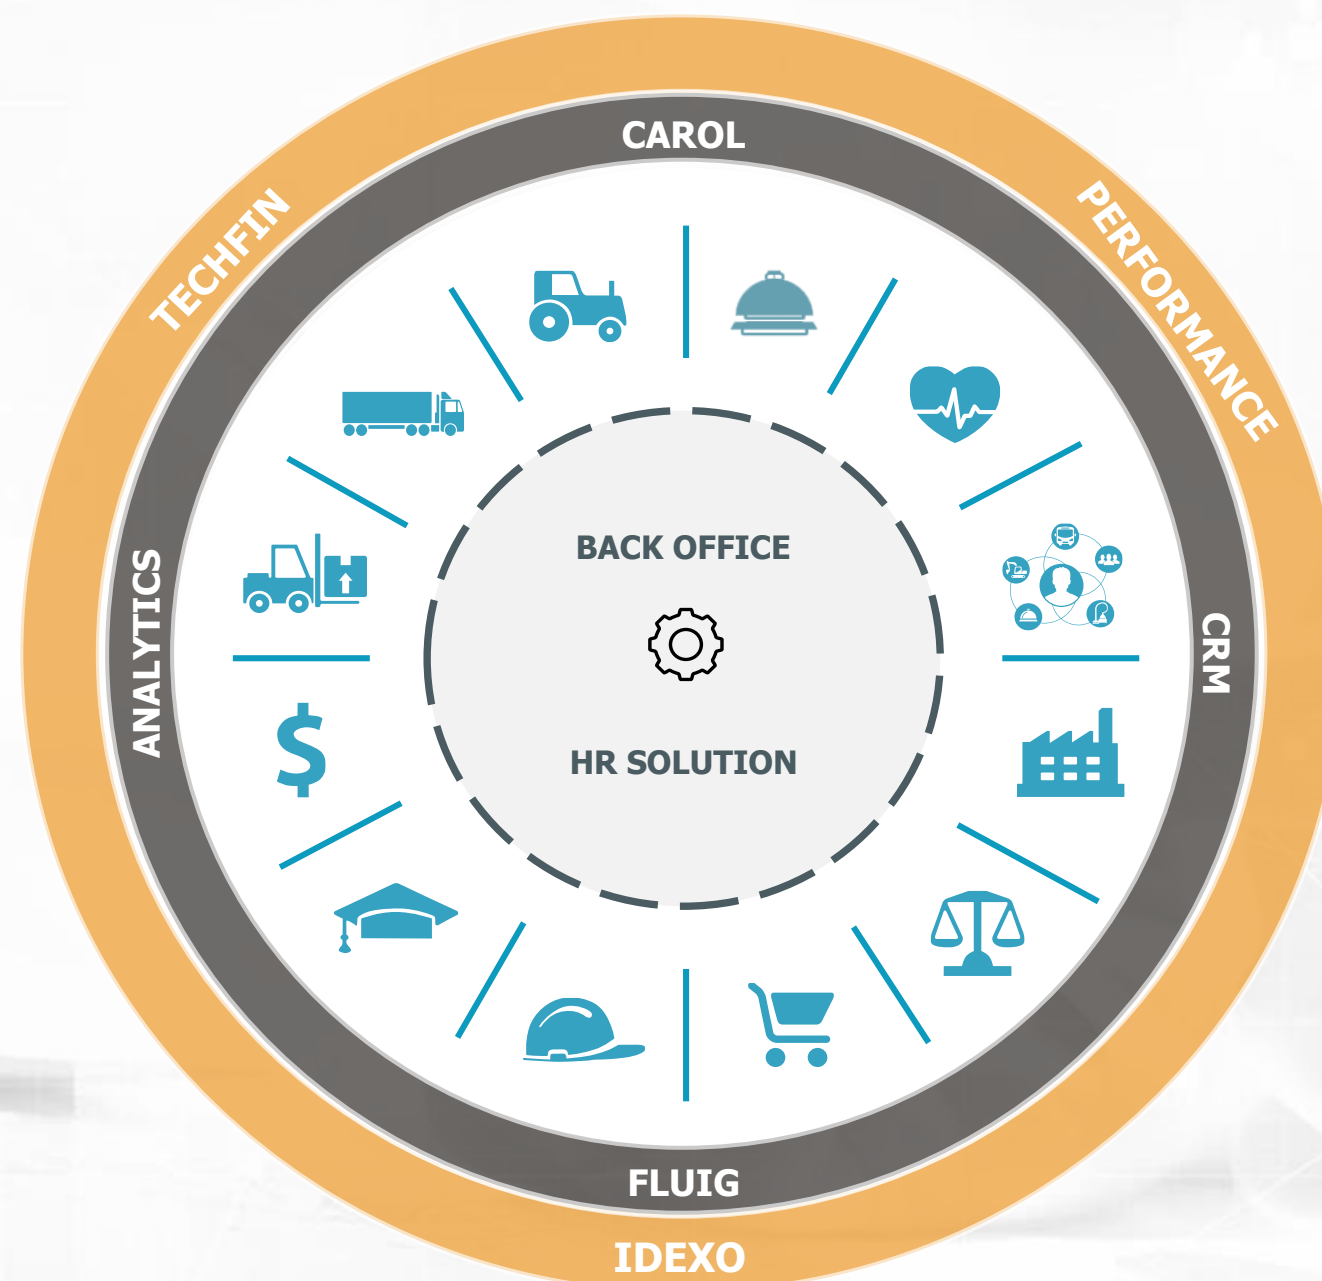 CAROL
TECHFIN
PERFORMANCE
BACK OFFICE
ANALYTICS
CRM
$
HR SOLUTION
FLUIG
IDEXO